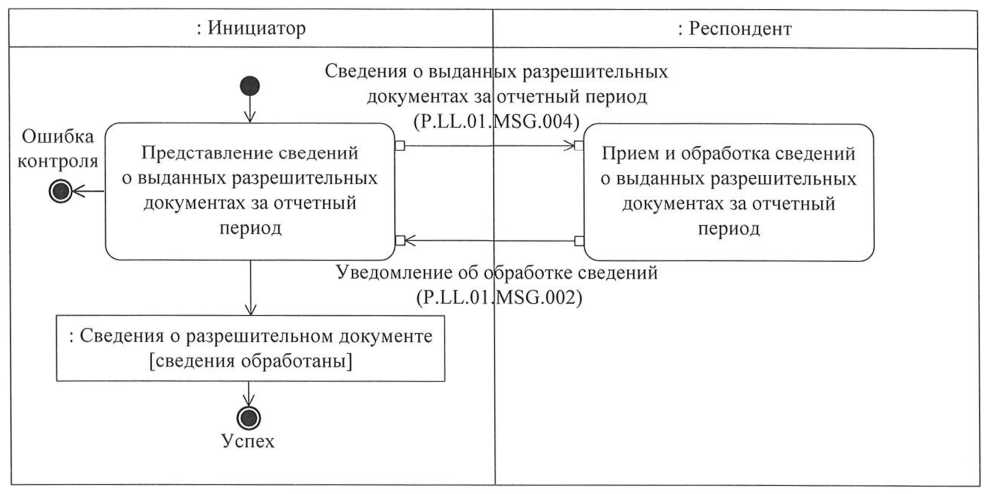 : Инициатор
: Респондент
Сведения о выданных разрешительных
документах за отчетный период
(P.LL.01.MSG.004)
Ошибка
контроля
Представление сведений
о выданных разрешительных
документах за отчетный
период
Прием и обработка сведений
о выданных разрешительных
документах за отчетный
период
Уведомление об обработке сведений
(P.LL.01.MSG.002)
: Сведения о разрешительном документе
[сведения обработаны]
Успех